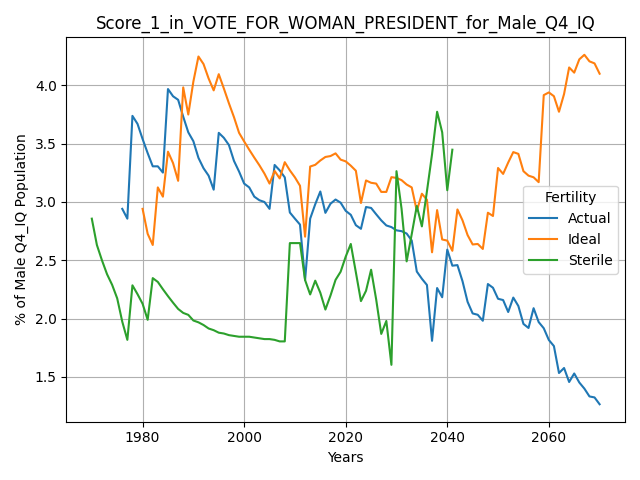 Score_1_in_VOTE_FOR_WOMAN_PRESIDENT_for_Male_Q4_IQ
% of Male Q4_IQ Population
4.0
3.5
3.0
2.5
2.0
1.5
Fertility
Actual
Ideal
Sterile
1980
2000
2020
2040
2060
Years